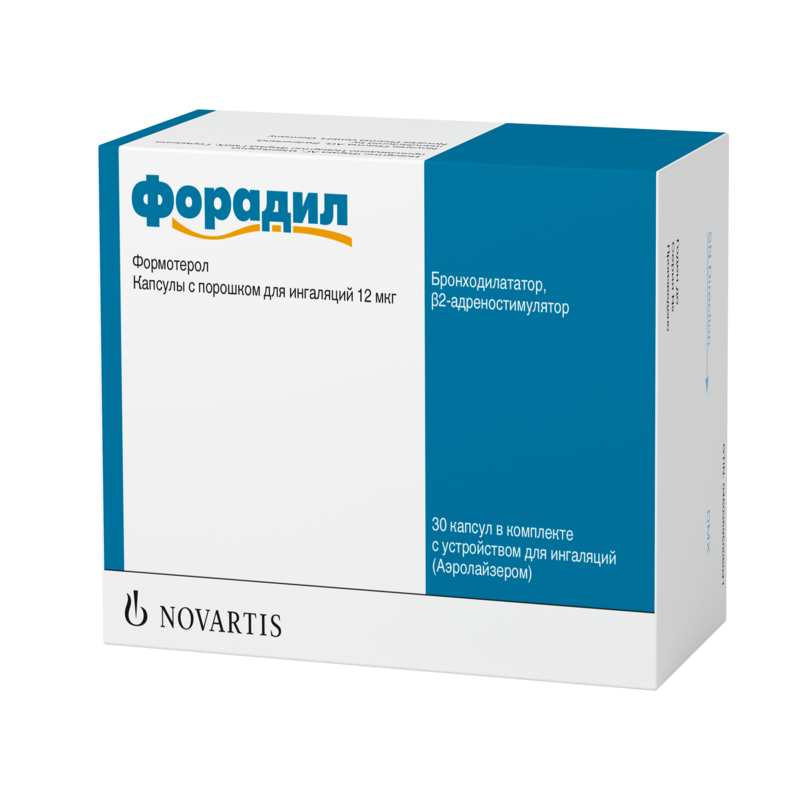 Форадил
Формотерол
Капсулы с порошком для ингаляций 12 мкг
Бронходилататор,
β2-адреностимулятор
30 капсул в комплекте
с устройством для ингаляций
(Аэролайзером)
NOVARTIS